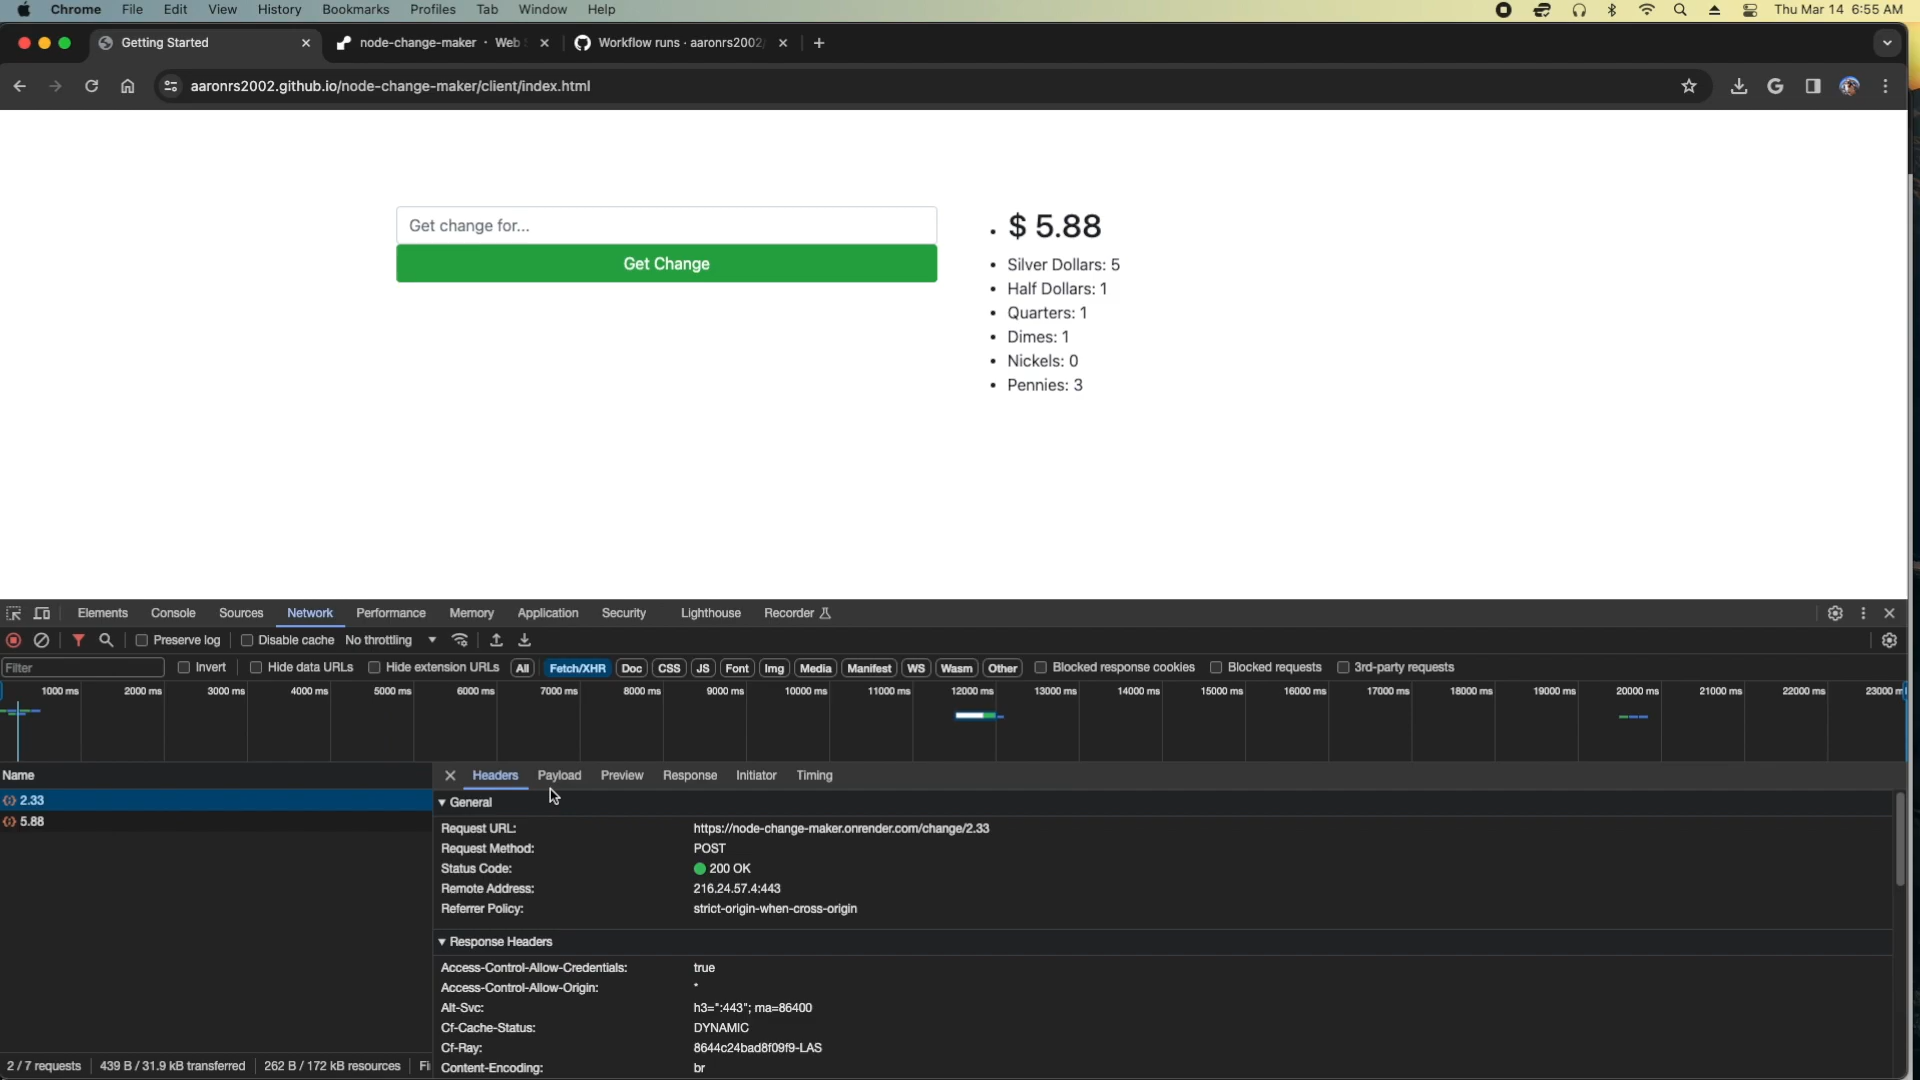 Chrome File Edit View History Bookmarks Profiles Tab Window Help Thu Mar 14 6:55 AM
Getting Started node-change-maker · Web Workflow runs · aaronrs2002/
aaronrs2002.github.io/node-change-maker/client/index.html
Get change for...
Get Change
$ 5.88
Silver Dollars: 5
Half Dollars: 1
Quarters: 1
Dimes: 1
Nickels: 0
Pennies: 3
Elements Console Sources Network Performance Memory Application Security Lighthouse Recorder
Preserve log Disable cache No throttling
Filter Invert Hide data URLs Hide extension URLs All Fetch/XHR Doc CSS JS Font Img Media Manifest WS Wasm Other Blocked response cookies Blocked requests 3rd-party requests
1000 ms 2000 ms 3000 ms 4000 ms 5000 ms 6000 ms 7000 ms 8000 ms 9000 ms 10000 ms 11000 ms 12000 ms 13000 ms 14000 ms 15000 ms 16000 ms 17000 ms 18000 ms 19000 ms 20000 ms 21000 ms 22000 ms 23000 m
Name Headers Payload Preview Response Initiator Timing
2.33
5.88
General
Request URL: https://node-change-maker.onrender.com/change/2.33
Request Method: POST
Status Code: 200 OK
Remote Address: 216.24.57.4:443
Referrer Policy: strict-origin-when-cross-origin
Response Headers
Access-Control-Allow-Credentials: true
Access-Control-Allow-Origin: *
Alt-Svc: h3=":443"; ma=86400
Cf-Cache-Status: DYNAMIC
Cf-Ray: 8644c24bad8f09f9-LAS
Content-Encoding: br
2 / 7 requests 439 B / 31.9 kB transferred 262 B / 172 kB resources Fi